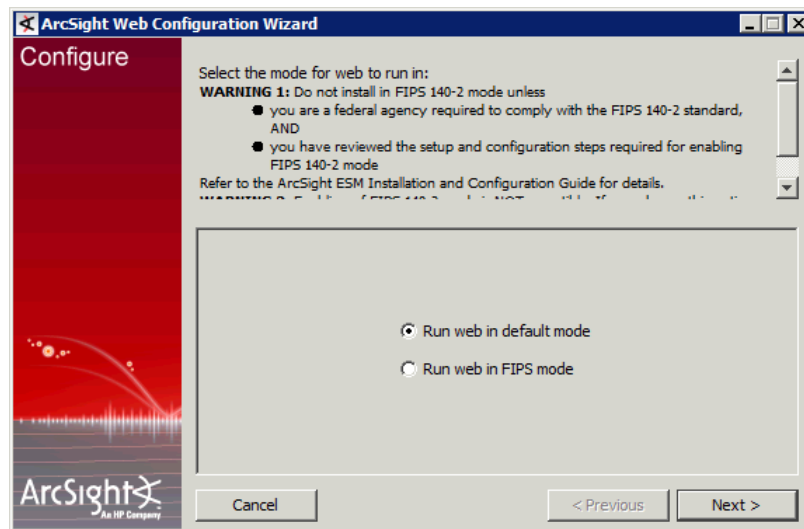 ArcSight Web Configuration Wizard
Configure
Select the mode for web to run in:
WARNING 1: Do not install in FIPS 140-2 mode unless
● you are a federal agency required to comply with the FIPS 140-2 standard,
AND
● you have reviewed the setup and configuration steps required for enabling
FIPS 140-2 mode
Refer to the ArcSight ESM Installation and Configuration Guide for details.
Run web in default mode
Run web in FIPS mode
ArcSight
An HP Company
Cancel
< Previous
Next >